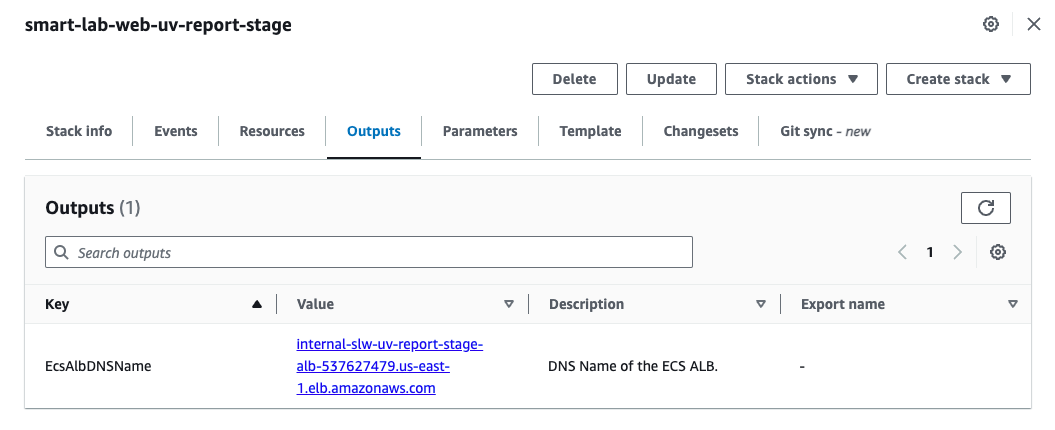 smart-lab-web-uv-report-stage
Delete
Update
Stack actions
Create stack
Stack info
Events
Resources
Outputs
Parameters
Template
Changesets
Git sync - new
Outputs (1)
Search outputs
1
Key
Value
Description
Export name
EcsAlbDNSName
internal-slw-uv-report-stage-
alb-537627479.us-east-
1.elb.amazonaws.com
DNS Name of the ECS ALB.
-